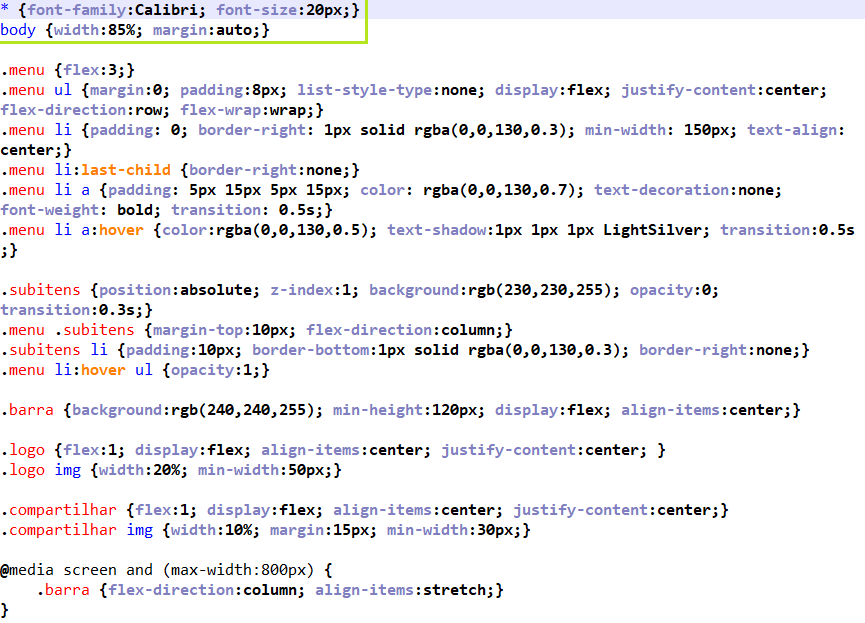 * {font-family:Calibri; font-size:20px;}
body {width:85%; margin:auto;}
.menu {flex:3;}
.menu ul {margin:0; padding:8px; list-style-type:none; display:flex; justify-content:center;
flex-direction:row; flex-wrap:wrap;}
.menu li {padding: 0; border-right: 1px solid rgba(0,0,130,0.3); min-width: 150px; text-align:
center;}
.menu li:last-child {border-right:none;}
.menu li a {padding: 5px 15px 5px 15px; color: rgba(0,0,130,0.7); text-decoration:none;
font-weight: bold; transition: 0.5s;}
.menu li a:hover {color:rgba(0,0,130,0.5); text-shadow:1px 1px 1px LightSilver; transition:0.5s
;}
.subitens {position:absolute; z-index:1; background:rgb(230,230,255); opacity:0;
transition:0.3s;}
.menu .subitens {margin-top:10px; flex-direction:column;}
.subitens li {padding:10px; border-bottom:1px solid rgba(0,0,130,0.3); border-right:none;}
.menu li:hover ul {opacity:1;}
.barra {background:rgb(240,240,255); min-height:120px; display:flex; align-items:center;}
.logo {flex:1; display:flex; align-items:center; justify-content:center; }
.logo img {width:20%; min-width:50px;}
.compartilhar {flex:1; display:flex; align-items:center; justify-content:center;}
.compartilhar img {width:10%; margin:15px; min-width:30px;}
@media screen and (max-width:800px) {
    .barra {flex-direction:column; align-items:stretch;}
}